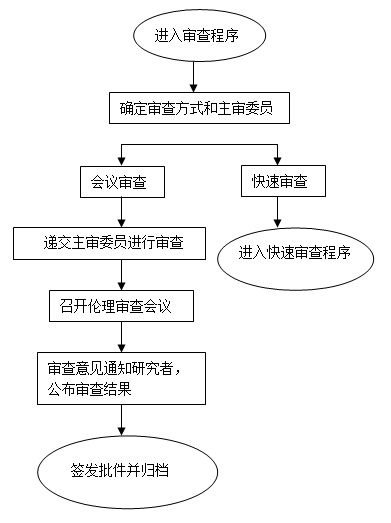 进入审查程序
确定审查方式和主审委员
会议审查
快速审查
递交主审委员进行审查
进入快速审查程序
召开伦理审查会议
审查意见通知研究者，
公布审查结果
签发批件并归档